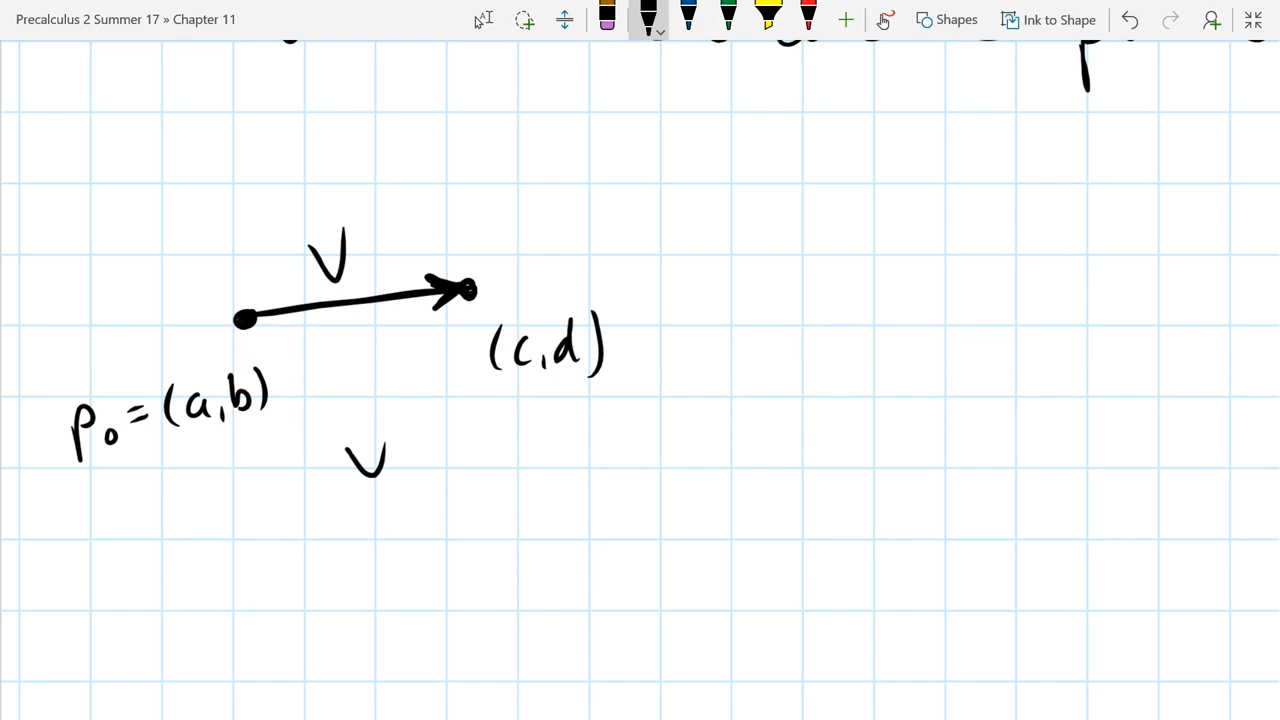 Precalculus 2 Summer 17 » Chapter 11
Shapes
Ink to Shape
V
(c,d)
P₀=(a,b)
V